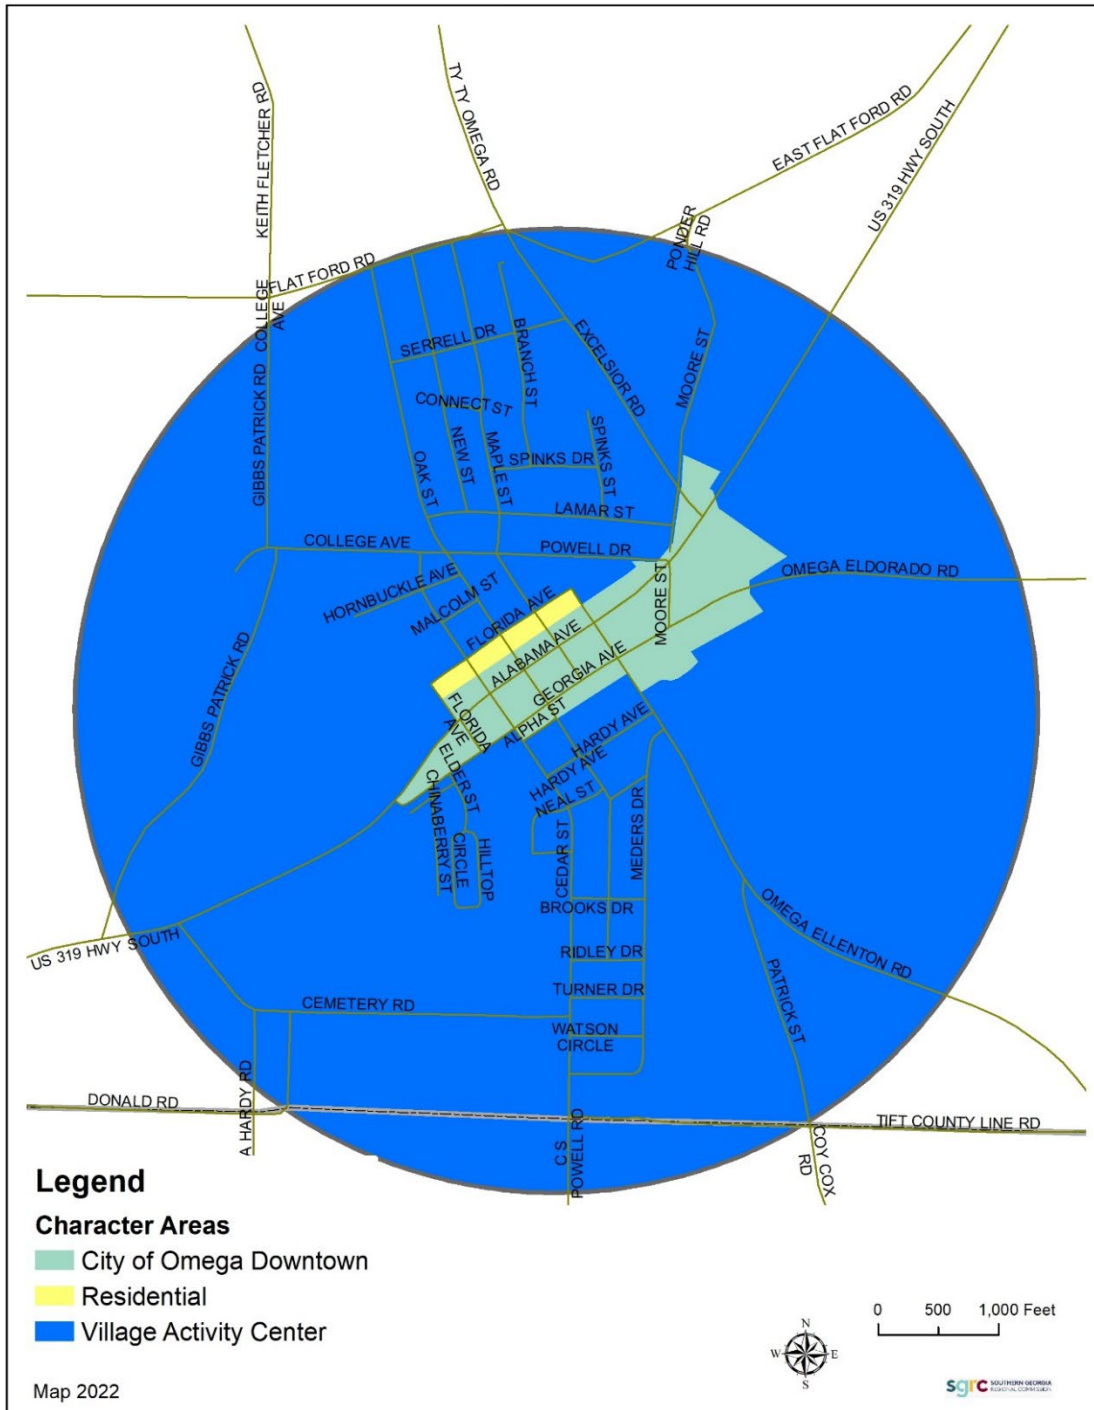 KEITH FLETCHER RD
TY TY OMEGA RD
EAST FLAT FORD RD
US 319 HWY SOUTH
PONDER
HILL RD
FLAT FORD RD
COLLEGE
AVE
GIBBS PATRICK RD
SERRELL DR
BRANCH ST
EXCELSIOR RD
MOORE ST
CONNECT ST
OAK ST
NEW ST
MAPLE ST
SPINKS DR
SPINKS ST
LAMAR ST
COLLEGE AVE
POWELL DR
OMEGA ELDORADO RD
HORNBUCKLE AVE
MALCOLM ST
FLORIDA AVE
MOORE ST
ALABAMA AVE
GEORGIA AVE
GIBBS PATRICK RD
FLORIDA
AVE
ALPHA ST
HARDY AVE
HARDY AVE
ELDER ST
CHINABERRY ST
NEAL ST
HILLTOP
CIRCLE
CEDAR ST
MEDERS DR
BROOKS DR
OMEGA ELLENTON RD
US 319 HWY SOUTH
RIDLEY DR
PATRICK ST
TURNER DR
CEMETERY RD
WATSON
CIRCLE
DONALD RD
A HARDY RD
TIFT COUNTY LINE RD
C S
POWELL RD
COY COX
RD
Legend
Character Areas
City of Omega Downtown
Residential
Village Activity Center
0 500 1,000 Feet
N
W E
S
Map 2022
sgrc SOUTHERN GEORGIA
REGIONAL COMMISSION